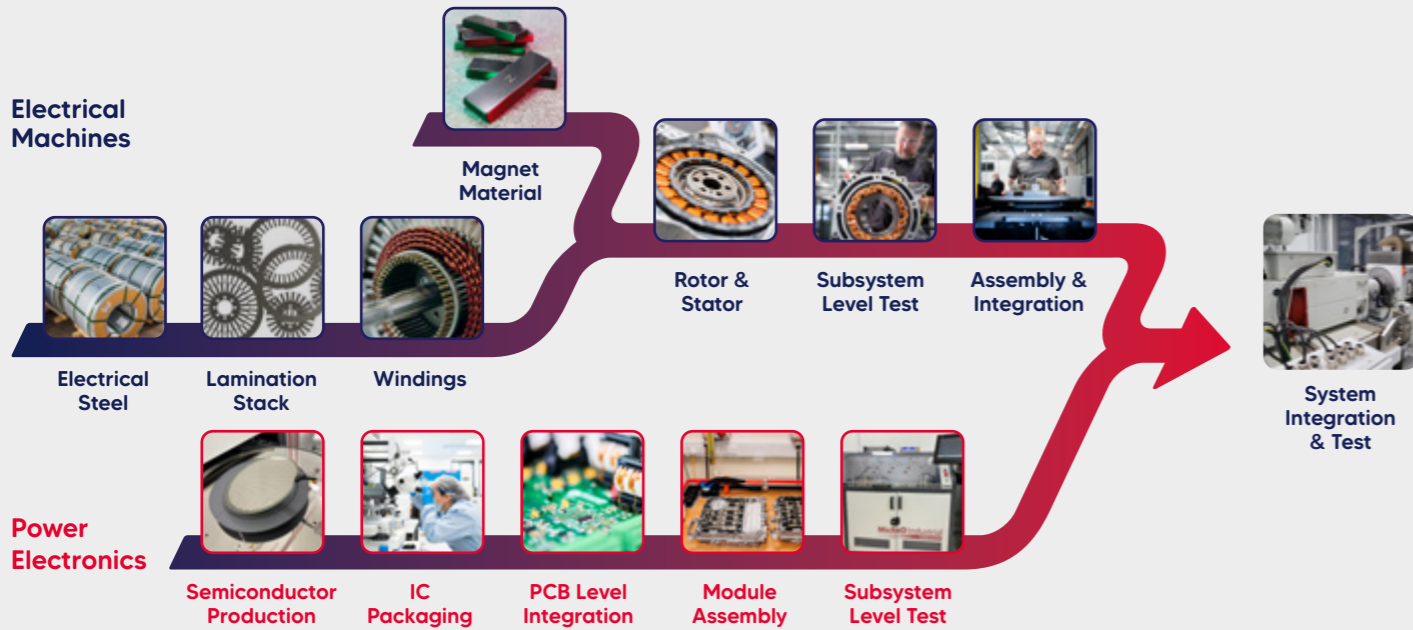 Electrical
Machines
Magnet
Material
Electrical
Steel
Lamination
Stack
Windings
Rotor &
Stator
Subsystem
Level Test
Assembly &
Integration
System
Integration
& Test
Power
Electronics
Semiconductor
Production
IC
Packaging
PCB Level
Integration
Module
Assembly
Subsystem
Level Test